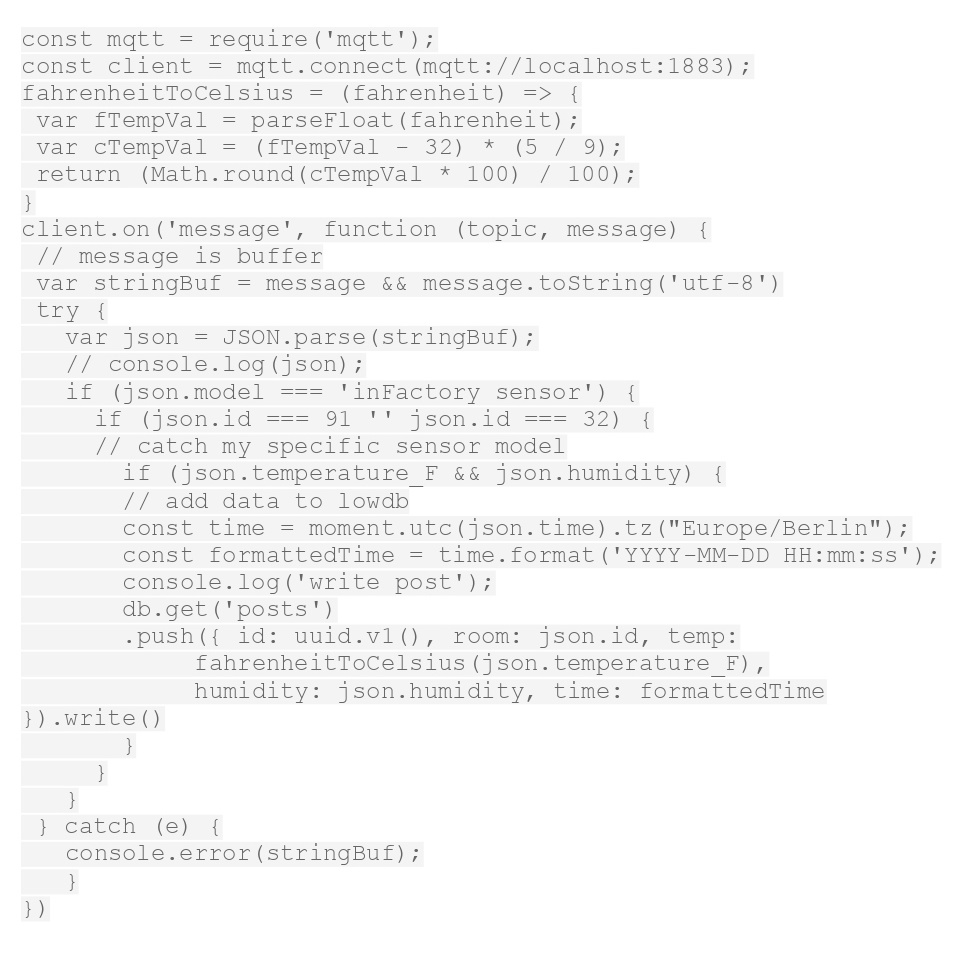 const mqtt = require('mqtt');
const client = mqtt.connect(mqtt://localhost:1883);
fahrenheitToCelsius = (fahrenheit) => {
 var fTempVal = parseFloat(fahrenheit);
 var cTempVal = (fTempVal - 32) * (5 / 9);
 return (Math.round(cTempVal * 100) / 100);
}
client.on('message', function (topic, message) {
 // message is buffer
 var stringBuf = message && message.toString('utf-8')
 try {
   var json = JSON.parse(stringBuf);
   // console.log(json);
   if (json.model === 'inFactory sensor') {
     if (json.id === 91 '' json.id === 32) {
     // catch my specific sensor model
       if (json.temperature_F && json.humidity) {
       // add data to lowdb
       const time = moment.utc(json.time).tz("Europe/Berlin");
       const formattedTime = time.format('YYYY-MM-DD HH:mm:ss');
       console.log('write post');
       db.get('posts')
       .push({ id: uuid.v1(), room: json.id, temp:
            fahrenheitToCelsius(json.temperature_F),
            humidity: json.humidity, time: formattedTime
}).write()
       }
     }
   }
 } catch (e) {
   console.error(stringBuf);
   }
})